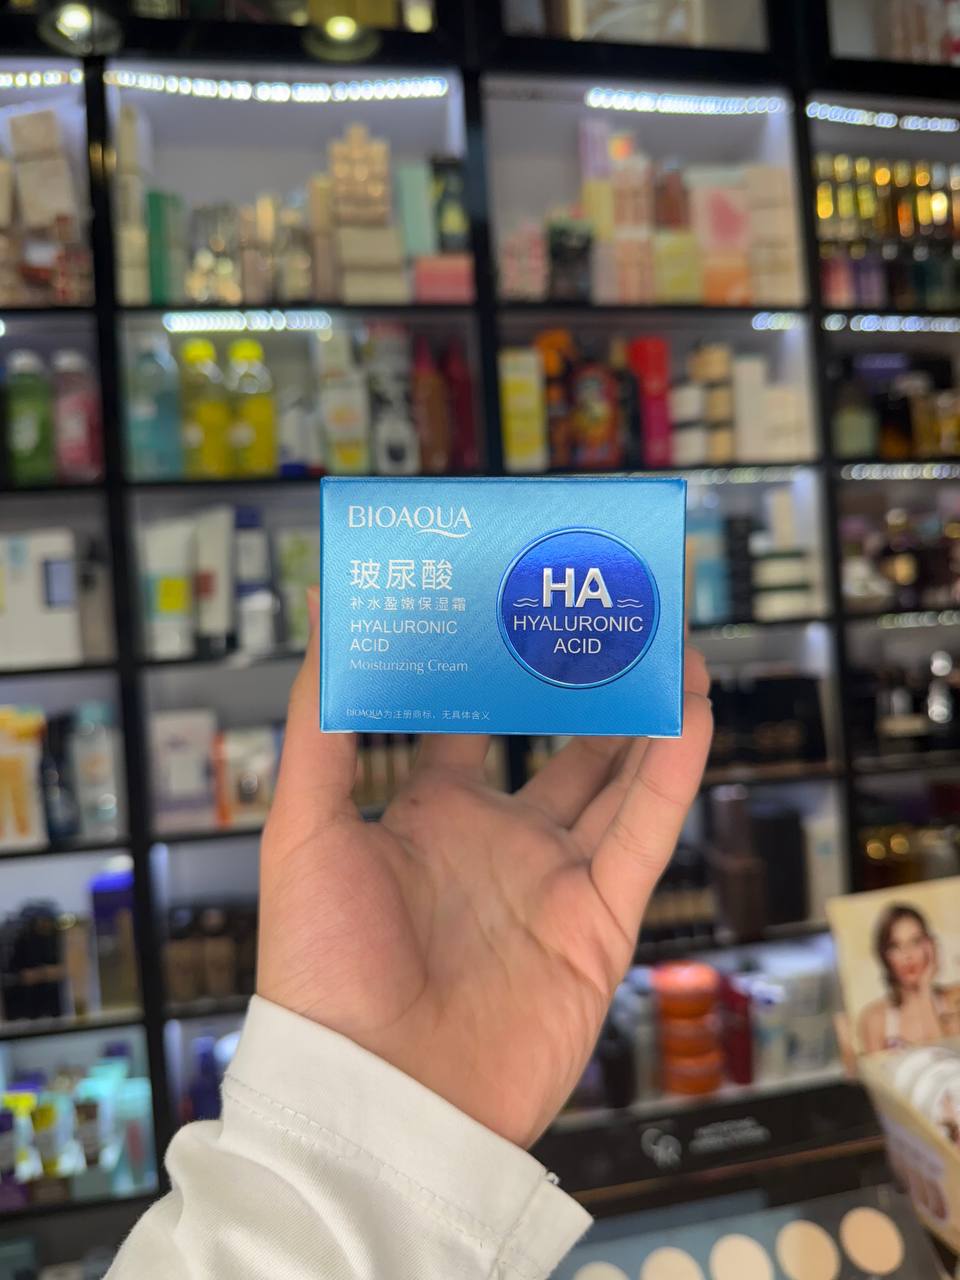 BIOAQUA
玻尿酸
补水盈嫩保湿霜
HYALURONIC
ACID
Moisturizing Cream
BIOAQUA为注册商标，无具体含义
HA
HYALURONIC
ACID